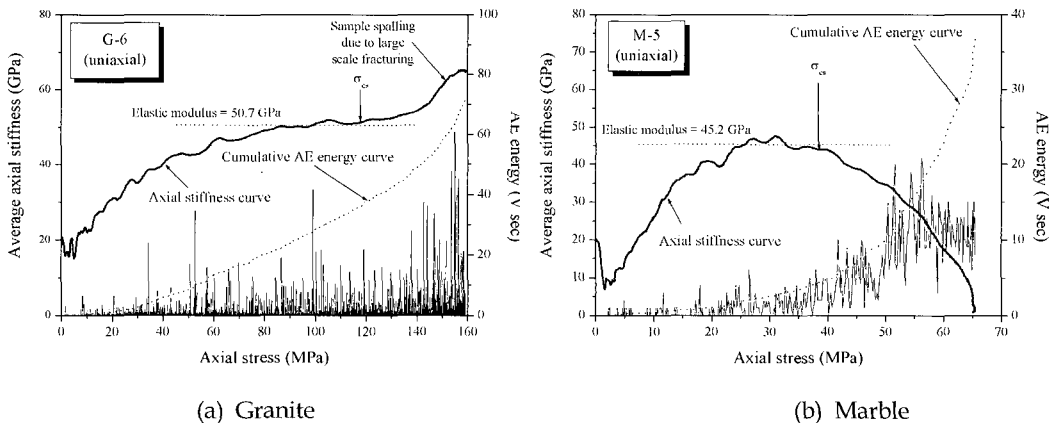 G-6
(uniaxial)
Sample spalling
due to large
scale fracturing
σcs
Elastic modulus = 50.7 GPa
Cumulative AE energy curve
Axial stiffness curve
Average axial stiffness (GPa)
80
60
40
20
0
100
80
60
40
20
0
AE energy (V sec)
0 20 40 60 80 100 120 140 160
Axial stress (MPa)
(a) Granite
M-5
(uniaxial)
Cumulative AE energy curve
σcs
Elastic modulus = 45.2 GPa
Axial stiffness curve
Average axial stiffness (GPa)
80
70
60
50
40
30
20
10
0
40
30
20
10
0
AE energy (V sec)
0 10 20 30 40 50 60 70
Axial stress (MPa)
(b) Marble